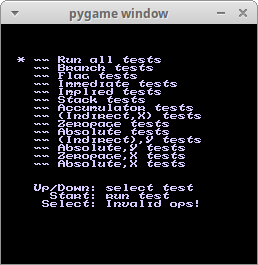 pygame window
* ~~ Run all tests
~~ Branch tests
~~ Flag tests
~~ Immediate tests
~~ Implied tests
~~ Stack tests
~~ Accumulator tests
~~ (Indirect,X) tests
~~ Zeropage tests
~~ Absolute tests
~~ (Indirect),Y tests
~~ Absolute,Y tests
~~ Zeropage,X tests
~~ Absolute,X tests
Up/Down: select test
Start: run test
Select: Invalid ops!